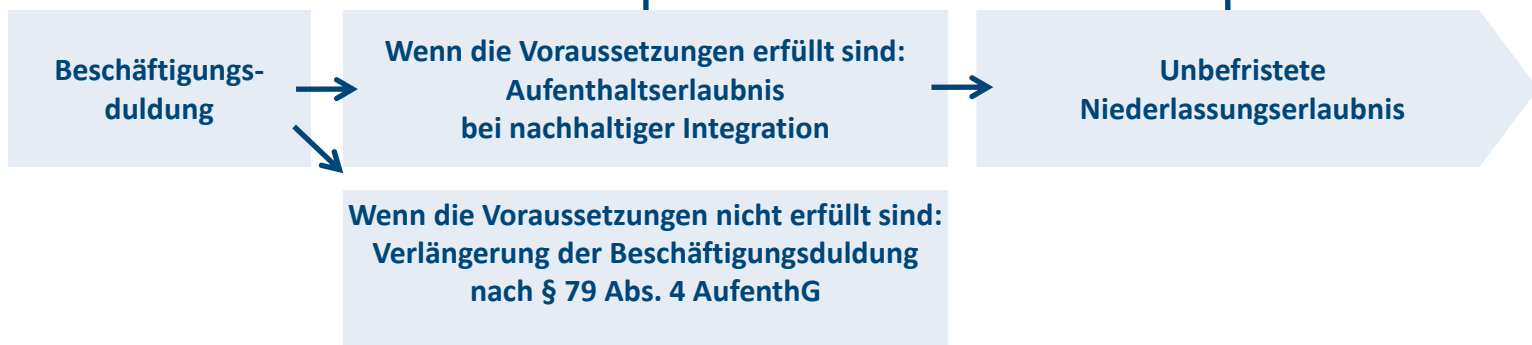 Beschäftigungs-
duldung
Wenn die Voraussetzungen erfüllt sind:
Aufenthaltserlaubnis
bei nachhaltiger Integration
Unbefristete
Niederlassungserlaubnis
Wenn die Voraussetzungen nicht erfüllt sind:
Verlängerung der Beschäftigungsduldung
nach § 79 Abs. 4 AufenthG